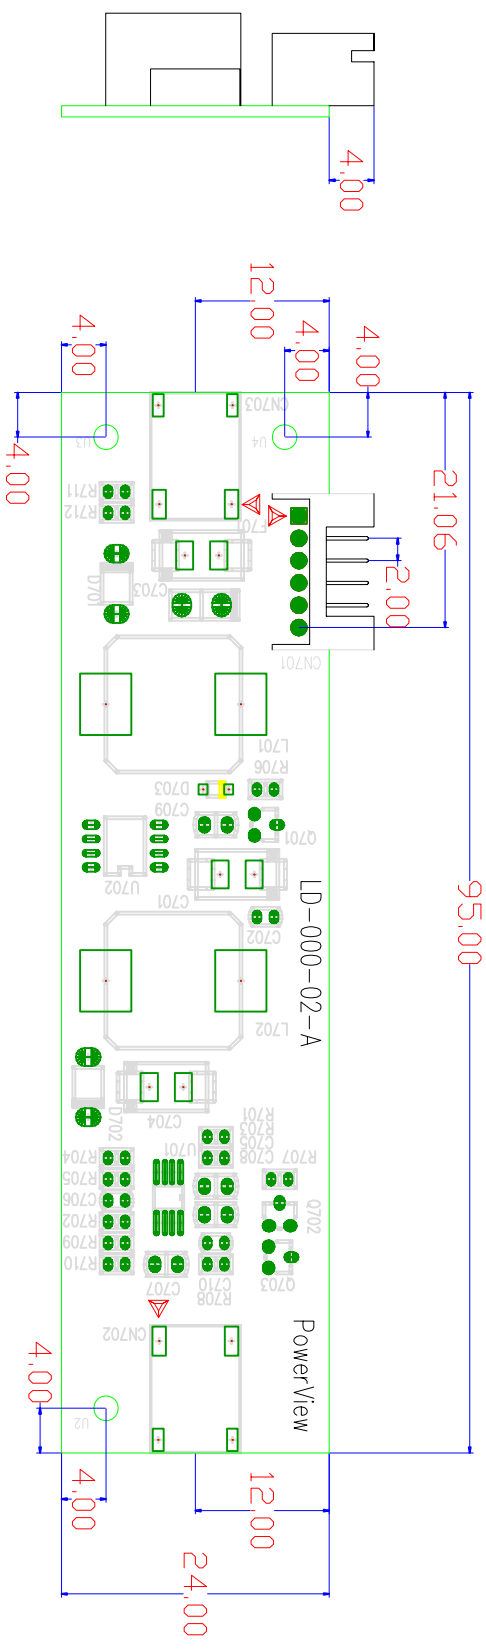 4,00
12,00
4,00
4,00
4,00
4,00
21,06
2,00
95,00
CN703
U3
U4
R711
R712
F701
D701
C703
CN701
L701
R706
D703
C709
Q701
U702
C701
C702
LD-000-02-A
L702
D702
C704
R701
R703
C705
C708
U701
R707
R704
R705
C706
R702
R709
R710
Q702
Q703
C707
C710
R708
CN702
PowerView
U2
4,00
4,00
12,00
24,00